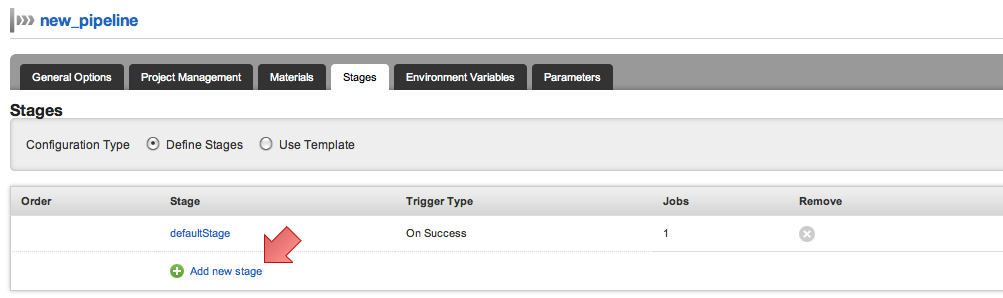 new_pipeline
General Options Project Management Materials Stages Environment Variables Parameters
Stages
Configuration Type Define Stages Use Template
Order Stage Trigger Type Jobs Remove
defaultStage On Success 1
Add new stage